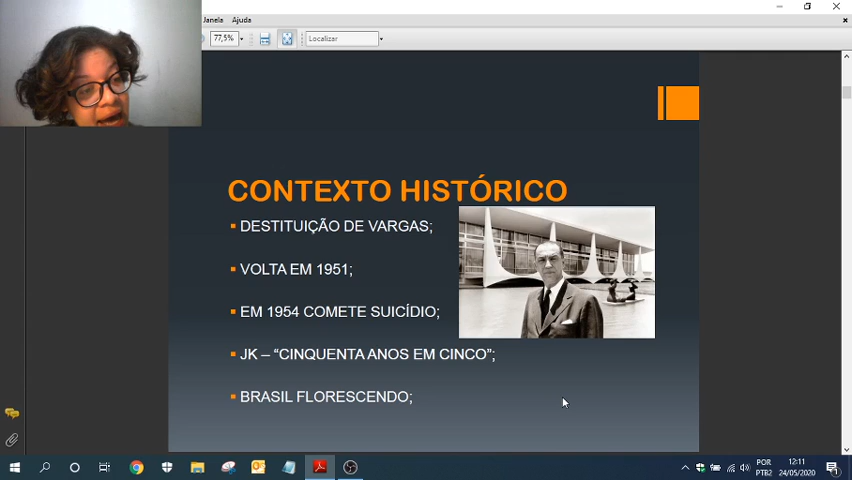 Janela Ajuda
77,5% Localizar
CONTEXTO HISTÓRICO
DESTITUIÇÃO DE VARGAS;
VOLTA EM 1951;
EM 1954 COMETE SUICÍDIO;
JK – “CINQUENTA ANOS EM CINCO”;
BRASIL FLORESCENDO;
POR 12:11
PTB2 24/05/2020